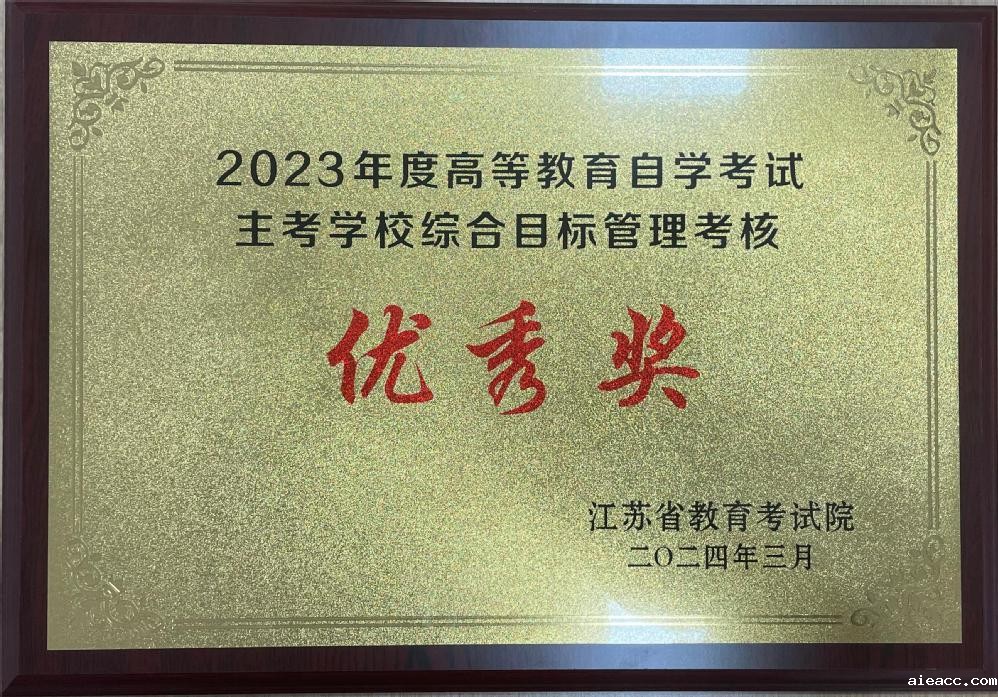 2023年度高等教育自学考试
主考学校综合目标管理考核
优秀奖
江苏省教育考试院
二〇二四年三月
aieacc.com